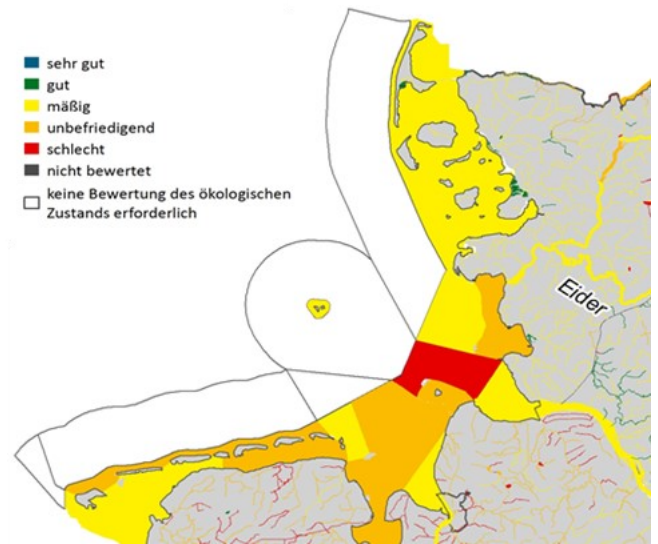 sehr gut
gut
mäßig
unbefriedigend
schlecht
nicht bewertet
keine Bewertung des ökologischen
Zustands erforderlich
Eider